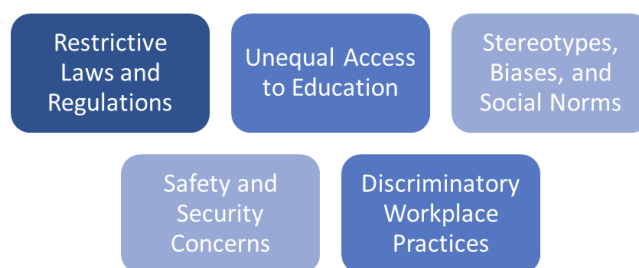 Restrictive
Laws and
Regulations
Unequal Access
to Education
Stereotypes,
Biases, and
Social Norms
Safety and
Security
Concerns
Discriminatory
Workplace
Practices